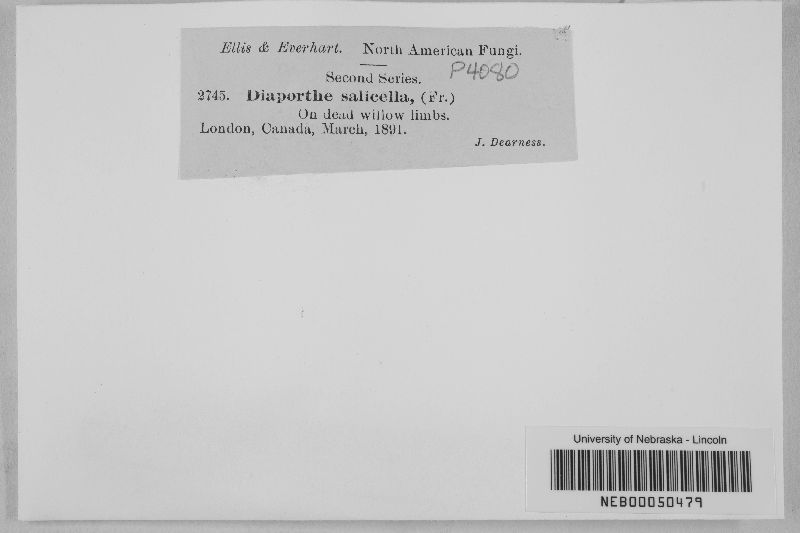 Ellis & Everhart. North American Fungi.
Second Series.
P4080
2745. Diaporthe salicella, (Fr.)
On dead willow limbs.
London, Canada, March, 1891.
J. Dearness.
University of Nebraska - Lincoln
NEB00050479